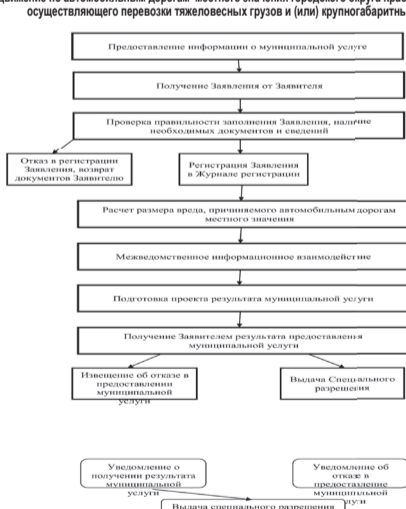 движение по автомобильным дорогам местного значения городского округа
осуществляющего перевозки тяжеловесных грузов и (или) крупногабаритн
Предоставление информации о муниципальной услуге
Получение Заявления от Заявителя
Проверка правильности заполнения Заявления, наличие
необходимых документов и сведений
Отказ в регистрации
Заявления, возврат
документов Заявителю
Регистрация Заявления
в Журнале регистрации
Расчет размера вреда, причиняемого автомобильным дорогам
местного значения
Межведомственное информационное взаимодействие
Подготовка проекта результата муниципальной услуги
Получение Заявителем результата предоставления
муниципальной услуги
Извещение об отказе в
предоставлении
муниципальной
услуги
Выдача Специального
разрешения
Уведомление о
получении результата
муниципальной
услуги
Уведомление об
отказе в
предоставление
муниципальной
услуги
Выдача специального разрешения